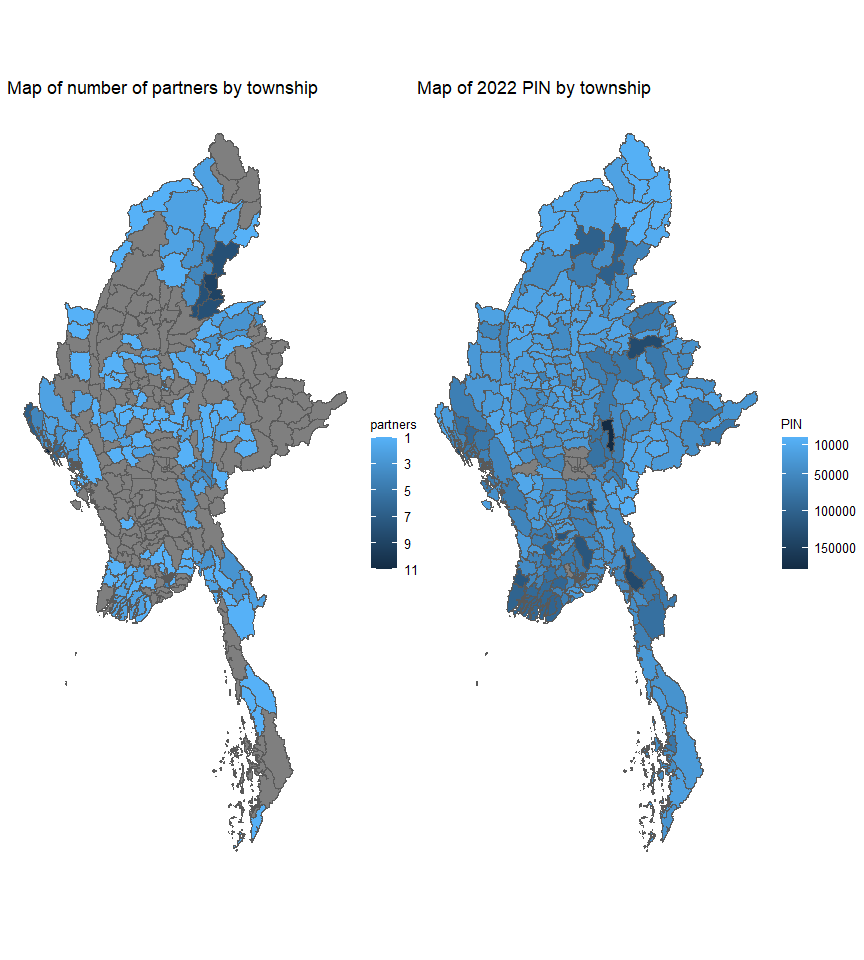 Map of number of partners by township
Map of 2022 PIN by township
partners
1
3
5
7
9
11
PIN
10000
50000
100000
150000